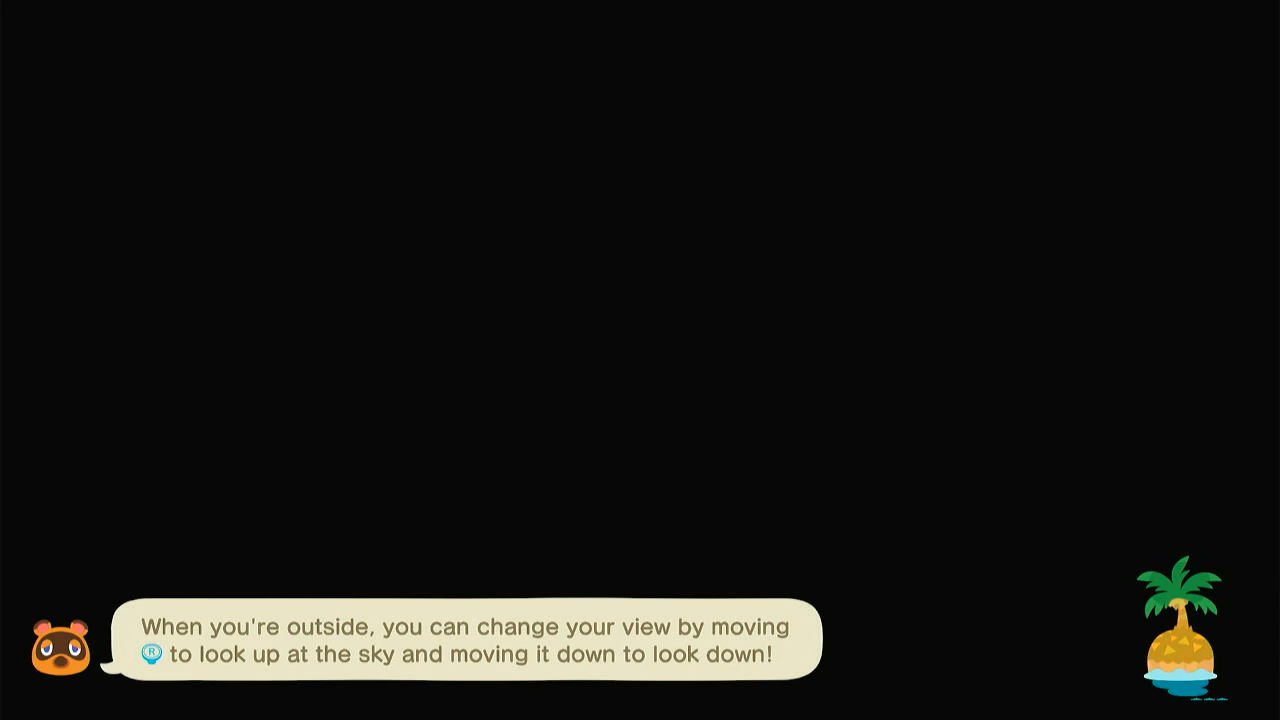 When you're outside, you can change your view by moving
R to look up at the sky and moving it down to look down!